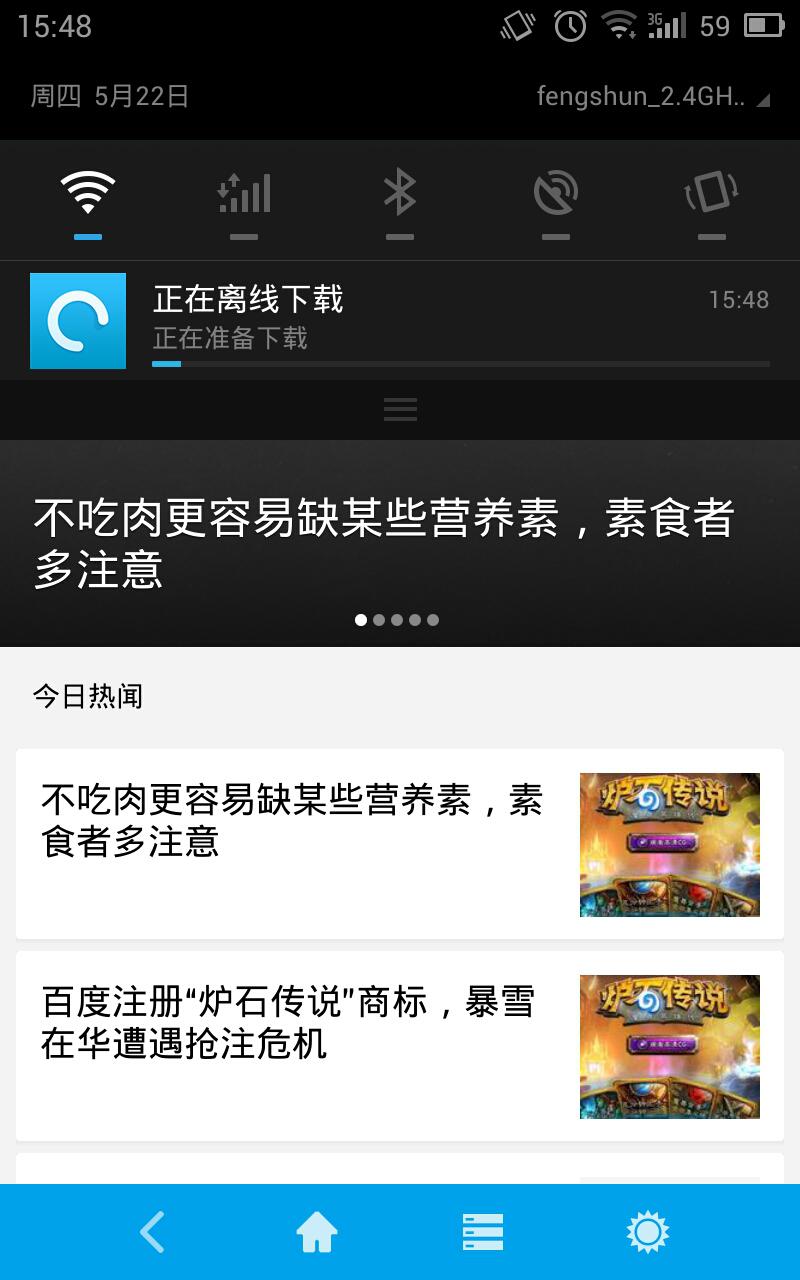 15:48
3G
59
周四 5月22日
fengshun_2.4GH..
正在离线下载
15:48
正在准备下载
不吃肉更容易缺某些营养素，素食者
多注意
今日热闻
不吃肉更容易缺某些营养素，素
食者多注意
炉石传说
百度注册“炉石传说”商标，暴雪
在华遭遇抢注危机
炉石传说